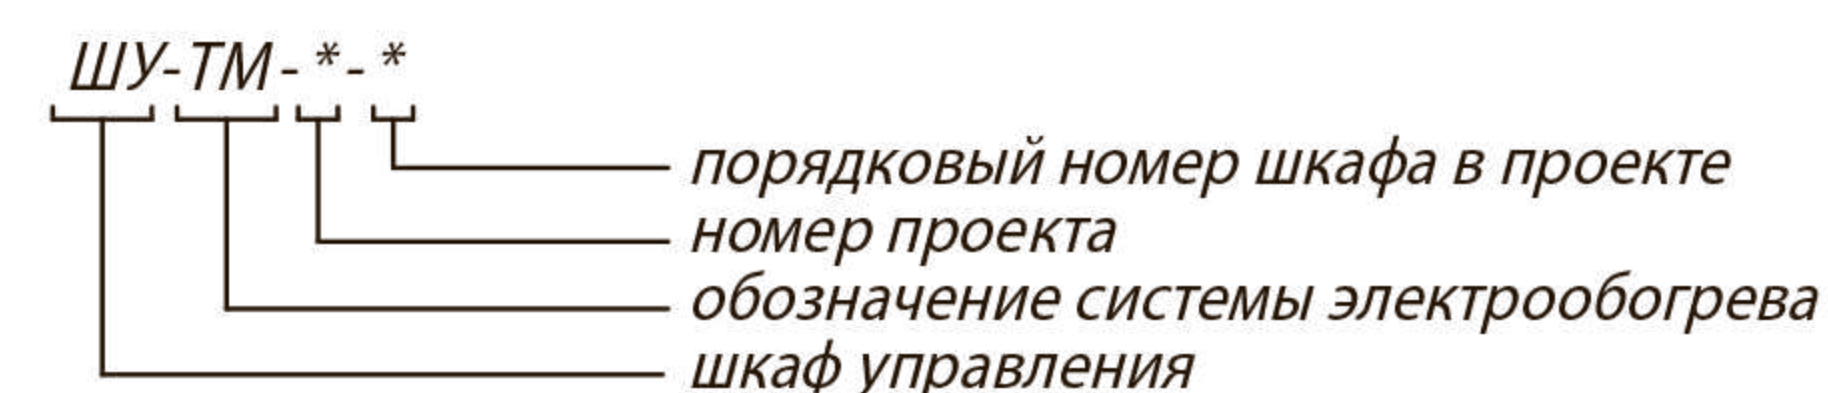 ШУ-ТМ-*-*
порядковый номер шкафа в проекте
номер проекта
обозначение системы электрообогрева
шкаф управления